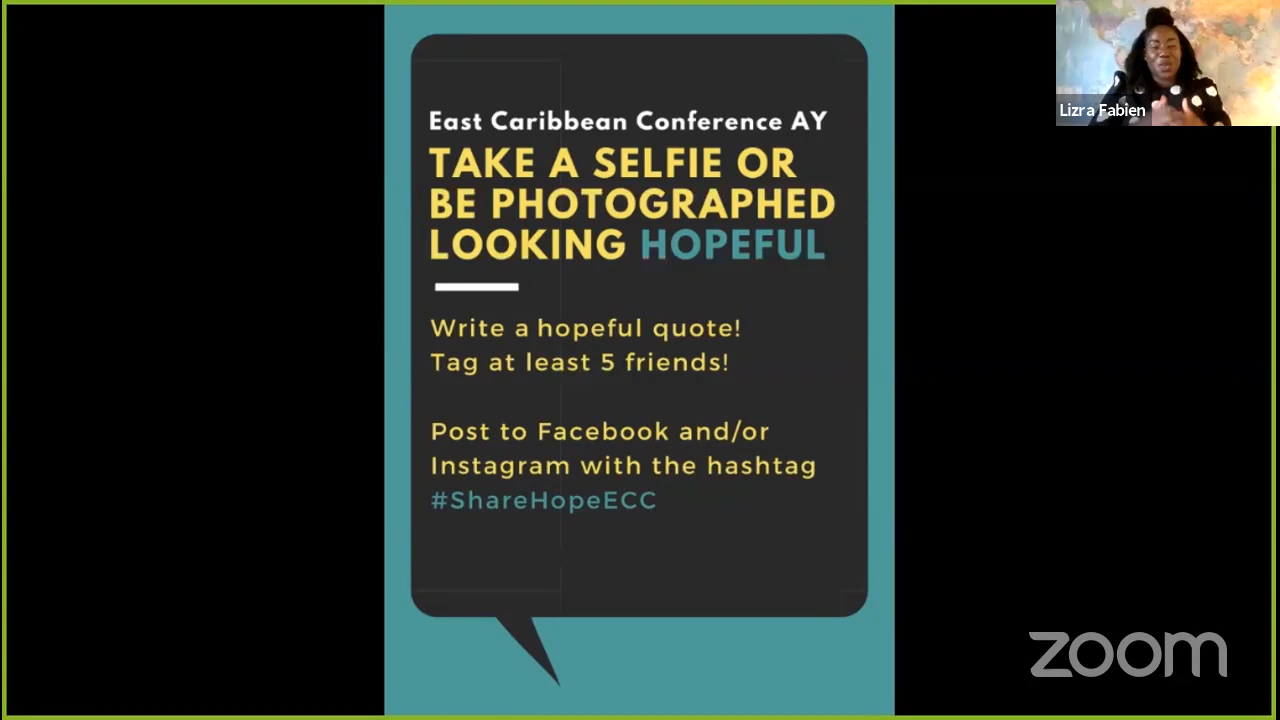 East Caribbean Conference AY
TAKE A SELFIE OR
BE PHOTOGRAPHED
LOOKING HOPEFUL
Write a hopeful quote!
Tag at least 5 friends!
Post to Facebook and/or
Instagram with the hashtag
#ShareHopeECC
Lizra Fabien
zoom